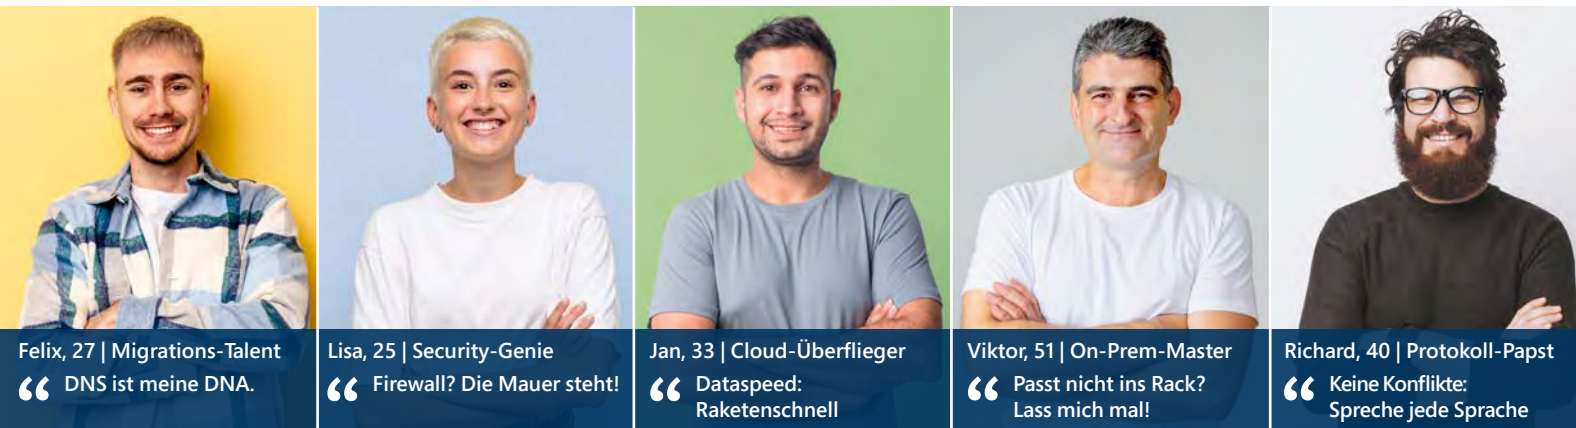 Felix, 27 | Migrations-Talent
“ DNS ist meine DNA.
Lisa, 25 | Security-Genie
“ Firewall? Die Mauer steht!
Jan, 33 | Cloud-Überflieger
“ Dataspeed:
Raketenschnell
Viktor, 51 | On-Prem-Master
“ Passt nicht ins Rack?
Lass mich mal!
Richard, 40 | Protokoll-Papst
“ Keine Konflikte:
Spreche jede Sprache